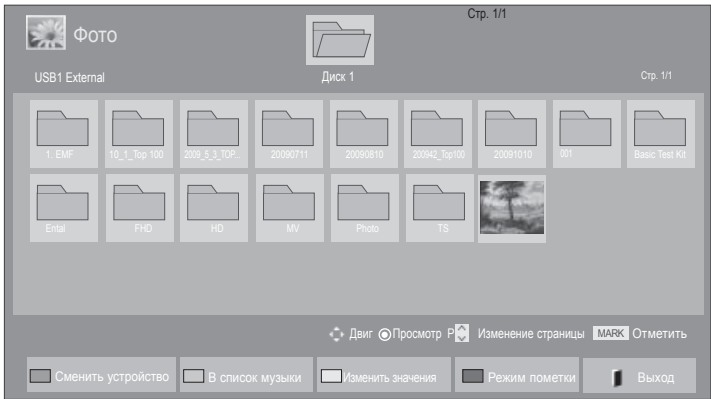 Стр. 1/1
Фото
USB1 External
Диск 1
Стр. 1/1
1. EMF
10_1_Top 100
2009_5_3_TOP...
20090711
20090810
200942_Top100
20091010
001
Basic Test Kit
Ental
FHD
HD
MV
Photo
TS
Двиг Просмотр P Изменение страницы MARK Отметить
Сменить устройство
В список музыки
Изменить значения
Режим пометки
Выход